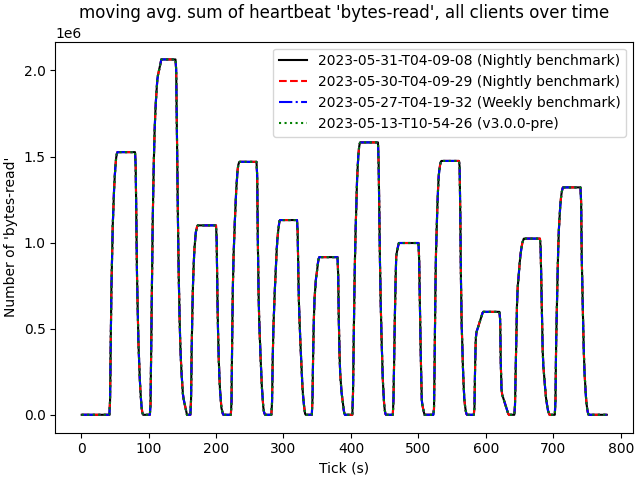 moving avg. sum of heartbeat 'bytes-read', all clients over time
1e6
2023-05-31-T04-09-08 (Nightly benchmark)
2023-05-30-T04-09-29 (Nightly benchmark)
2023-05-27-T04-19-32 (Weekly benchmark)
2023-05-13-T10-54-26 (v3.0.0-pre)
Number of 'bytes-read'
2.0
1.5
1.0
0.5
0.0
0 100 200 300 400 500 600 700 800
Tick (s)